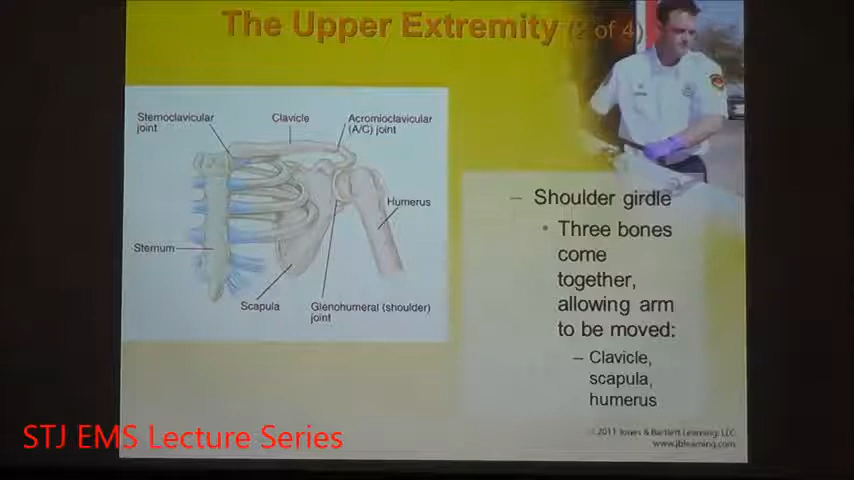 The Upper Extremity (2 of 4)
Sternoclavicular
joint
Clavicle
Acromioclavicular
(A/C) joint
Humerus
Sternum
Scapula
Glenohumeral (shoulder)
joint
– Shoulder girdle
• Three bones
come
together,
allowing arm
to be moved:
– Clavicle,
scapula,
humerus
STJ EMS Lecture Series
© 2011 Jones & Bartlett Learning, LLC
www.jblearning.com